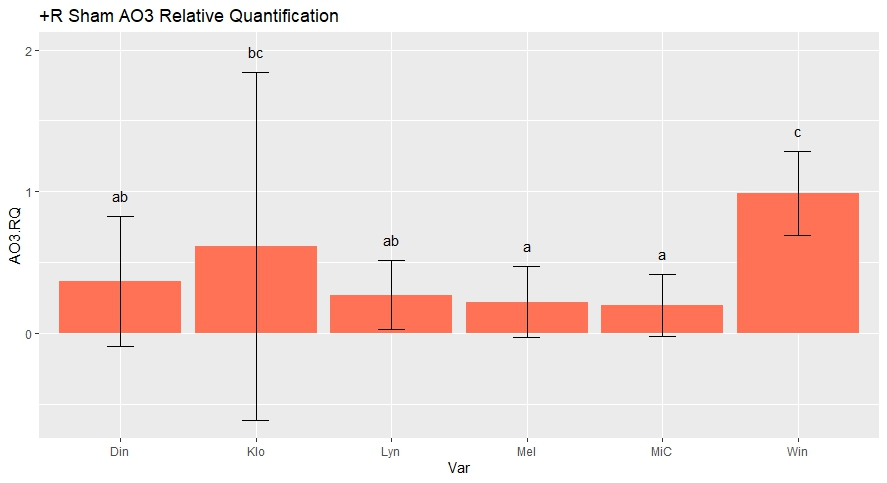 +R Sham AO3 Relative Quantification
AO3.RQ
2
1
0
bc
c
ab
ab
a
a
Din Klo Lyn Mel MiC Win
Var